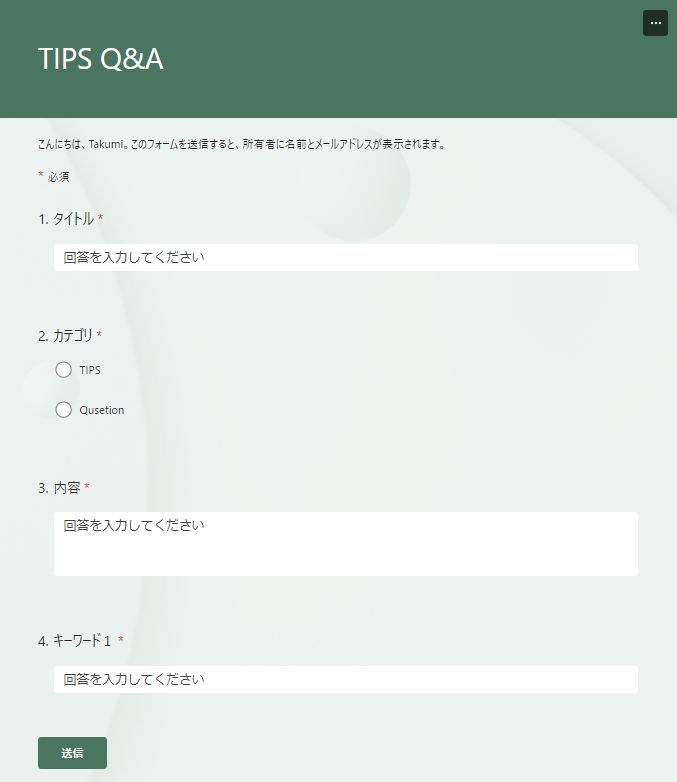 TIPS Q&A
こんにちは、Takumi。このフォームを送信すると、所有者に名前とメールアドレスが表示されます。
* 必須
1. タイトル *
回答を入力してください
2. カテゴリ *
TIPS
Qusetion
3. 内容 *
回答を入力してください
4. キーワード１ *
回答を入力してください
送信